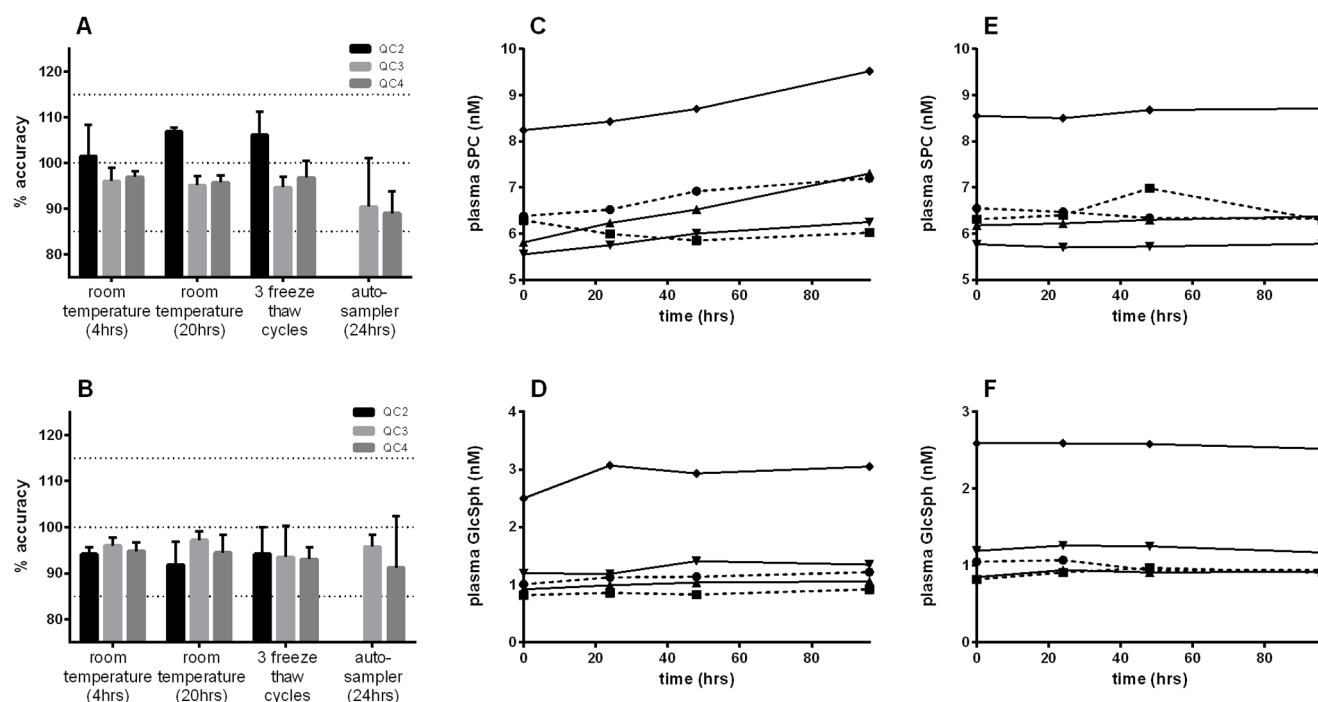 A
QC2
QC3
QC4
% accuracy
120
110
100
90
80
room temperature (4hrs)
room temperature (20hrs)
3 freeze thaw cycles
auto-sampler (24hrs)
C
plasma SPC (nM)
10
9
8
7
6
5
0 20 40 60 80
time (hrs)
E
plasma SPC (nM)
10
9
8
7
6
5
0 20 40 60 80
time (hrs)
B
QC2
QC3
QC4
% accuracy
120
110
100
90
80
room temperature (4hrs)
room temperature (20hrs)
3 freeze thaw cycles
auto-sampler (24hrs)
D
plasma GlcSph (nM)
4
3
2
1
0
0 20 40 60 80
time (hrs)
F
plasma GlcSph (nM)
3
2
1
0
0 20 40 60 80
time (hrs)